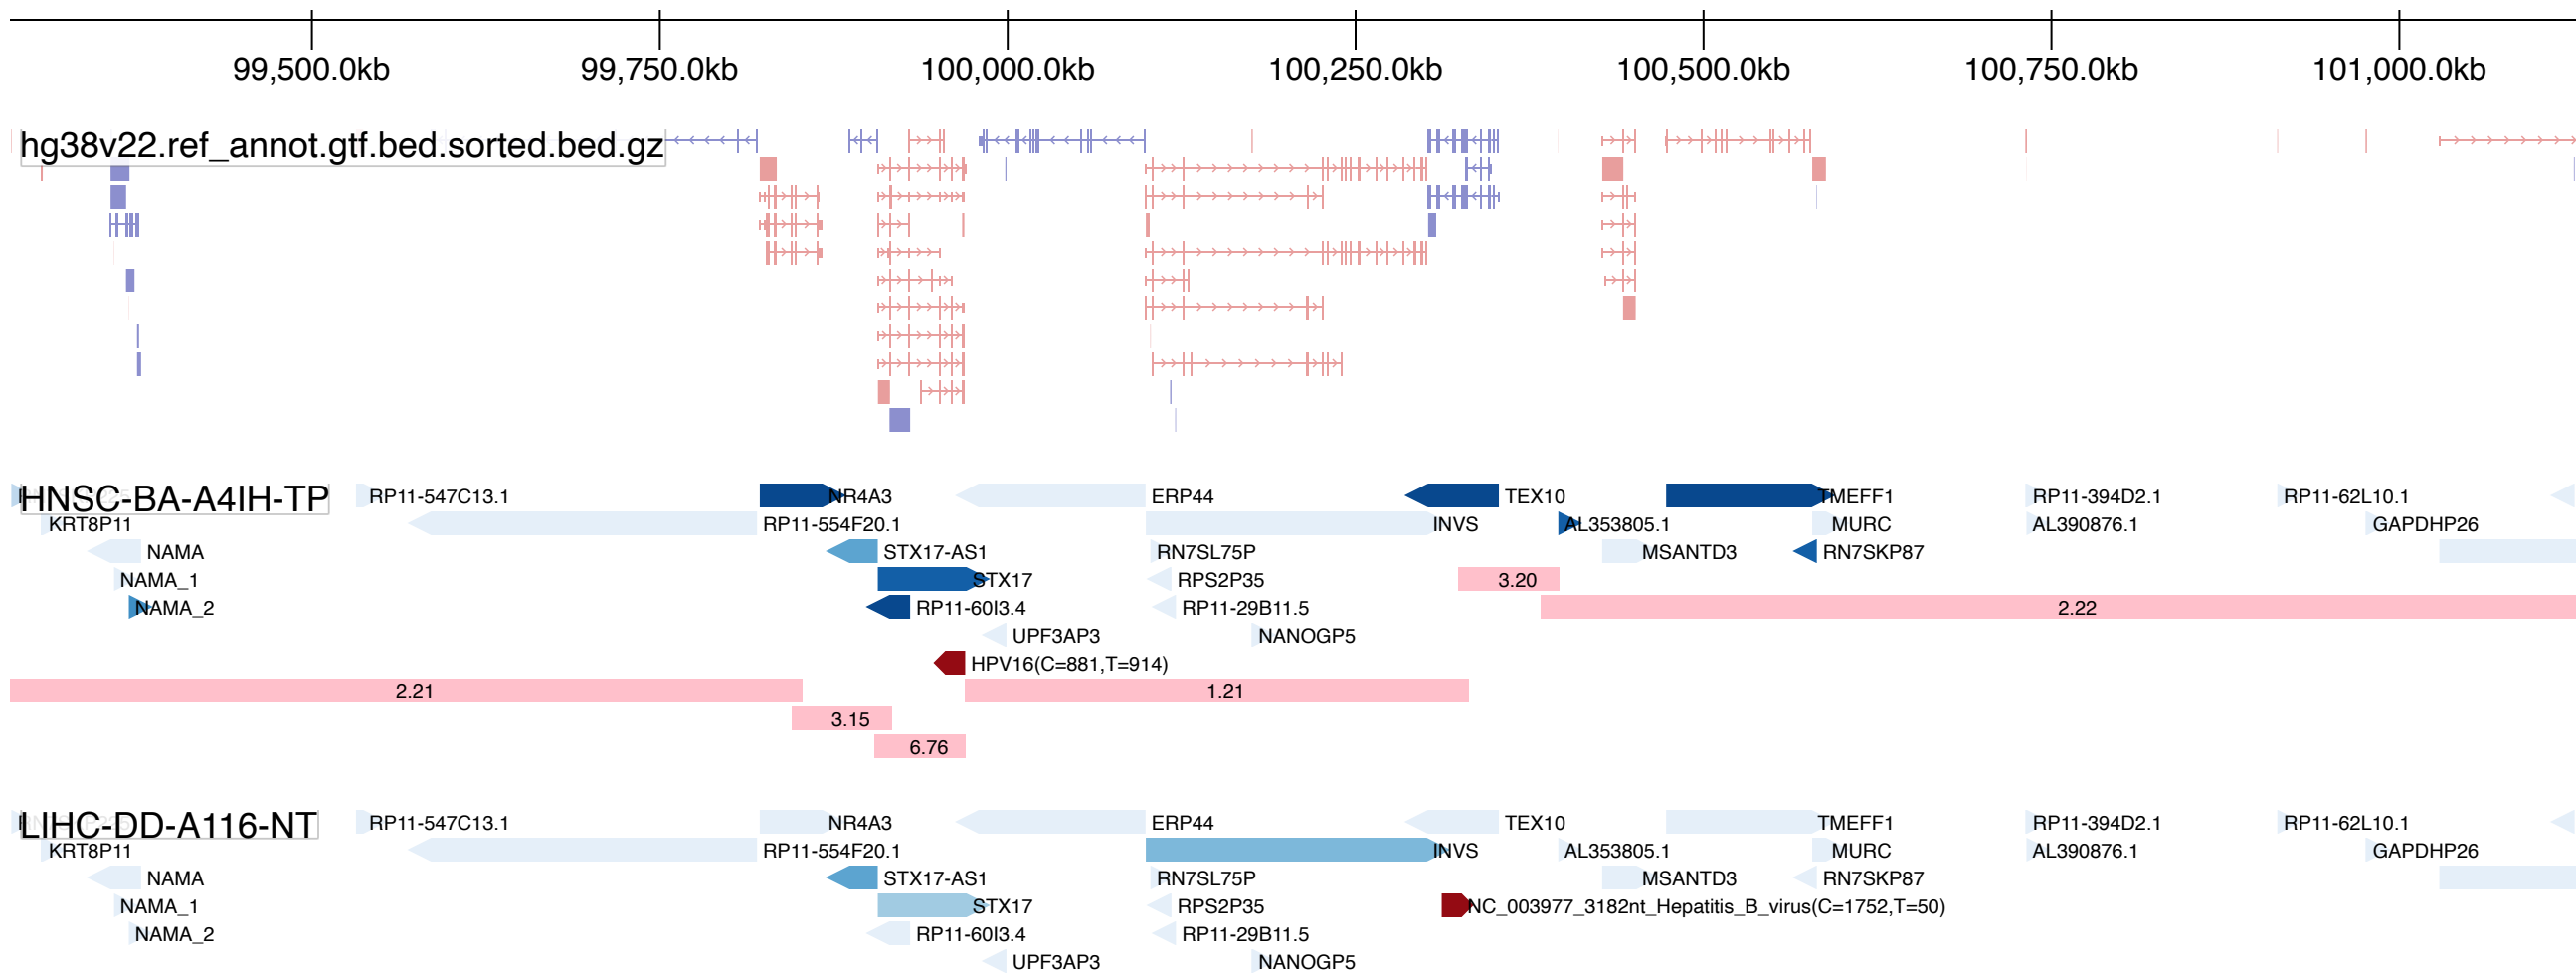 99,500.0kb 99,750.0kb 100,000.0kb 100,250.0kb 100,500.0kb 100,750.0kb 101,000.0kb
hg38v22.ref_annot.gtf.bed.sorted.bed.gz
HNSC-BA-A4IH-TP RP11-547C13.1 NR4A3 ERP44 TEX10 TMEFF1 RP11-394D2.1 RP11-62L10.1
KRT8P11 RP11-554F20.1 INVS AL353805.1 MURC AL390876.1 GAPDHP26
NAMA STX17-AS1 RN7SL75P MSANTD3 RN7SKP87
NAMA_1 STX17 RPS2P35 3.20
NAMA_2 RP11-60I3.4 RP11-29B11.5 2.22
UPF3AP3 NANOGP5
HPV16(C=881,T=914)
2.21 1.21
3.15
6.76
LIHC-DD-A116-NT RP11-547C13.1 NR4A3 ERP44 TEX10 TMEFF1 RP11-394D2.1 RP11-62L10.1
KRT8P11 RP11-554F20.1 INVS AL353805.1 MURC AL390876.1 GAPDHP26
NAMA STX17-AS1 RN7SL75P MSANTD3 RN7SKP87
NAMA_1 STX17 RPS2P35 NC_003977_3182nt_Hepatitis_B_virus(C=1752,T=50)
NAMA_2 RP11-60I3.4 RP11-29B11.5
UPF3AP3 NANOGP5